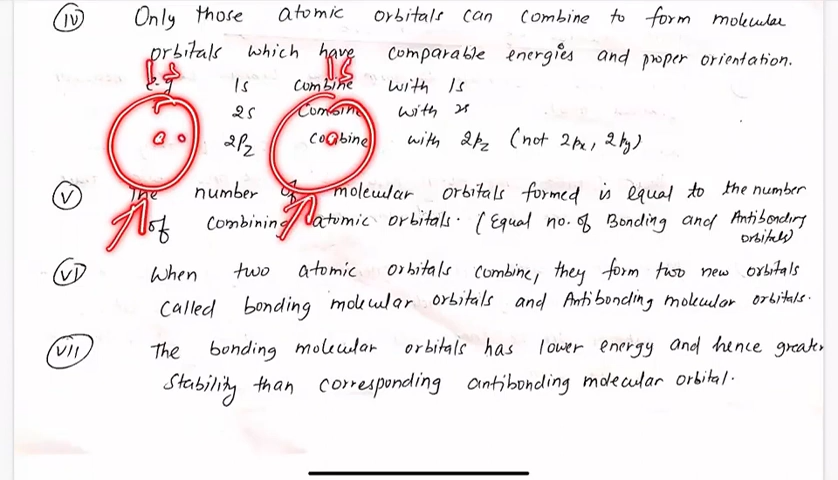 (iv) Only those atomic orbitals can combine to form molecular
orbitals which have comparable energies and proper orientation.
1s 1s
e.g 1s combine with 1s
2s combine with 2s
2Pz combine with 2pz (not 2px, 2py)
(v) The number of molecular orbitals formed is equal to the number
of combining atomic orbitals. (Equal no. of Bonding and Antibonding
orbitals)
(vi) When two atomic orbitals combine, they form two new orbitals
called bonding molecular orbitals and Antibonding molecular orbitals.
(vii) The bonding molecular orbitals has lower energy and hence greater
stability than corresponding antibonding molecular orbital.